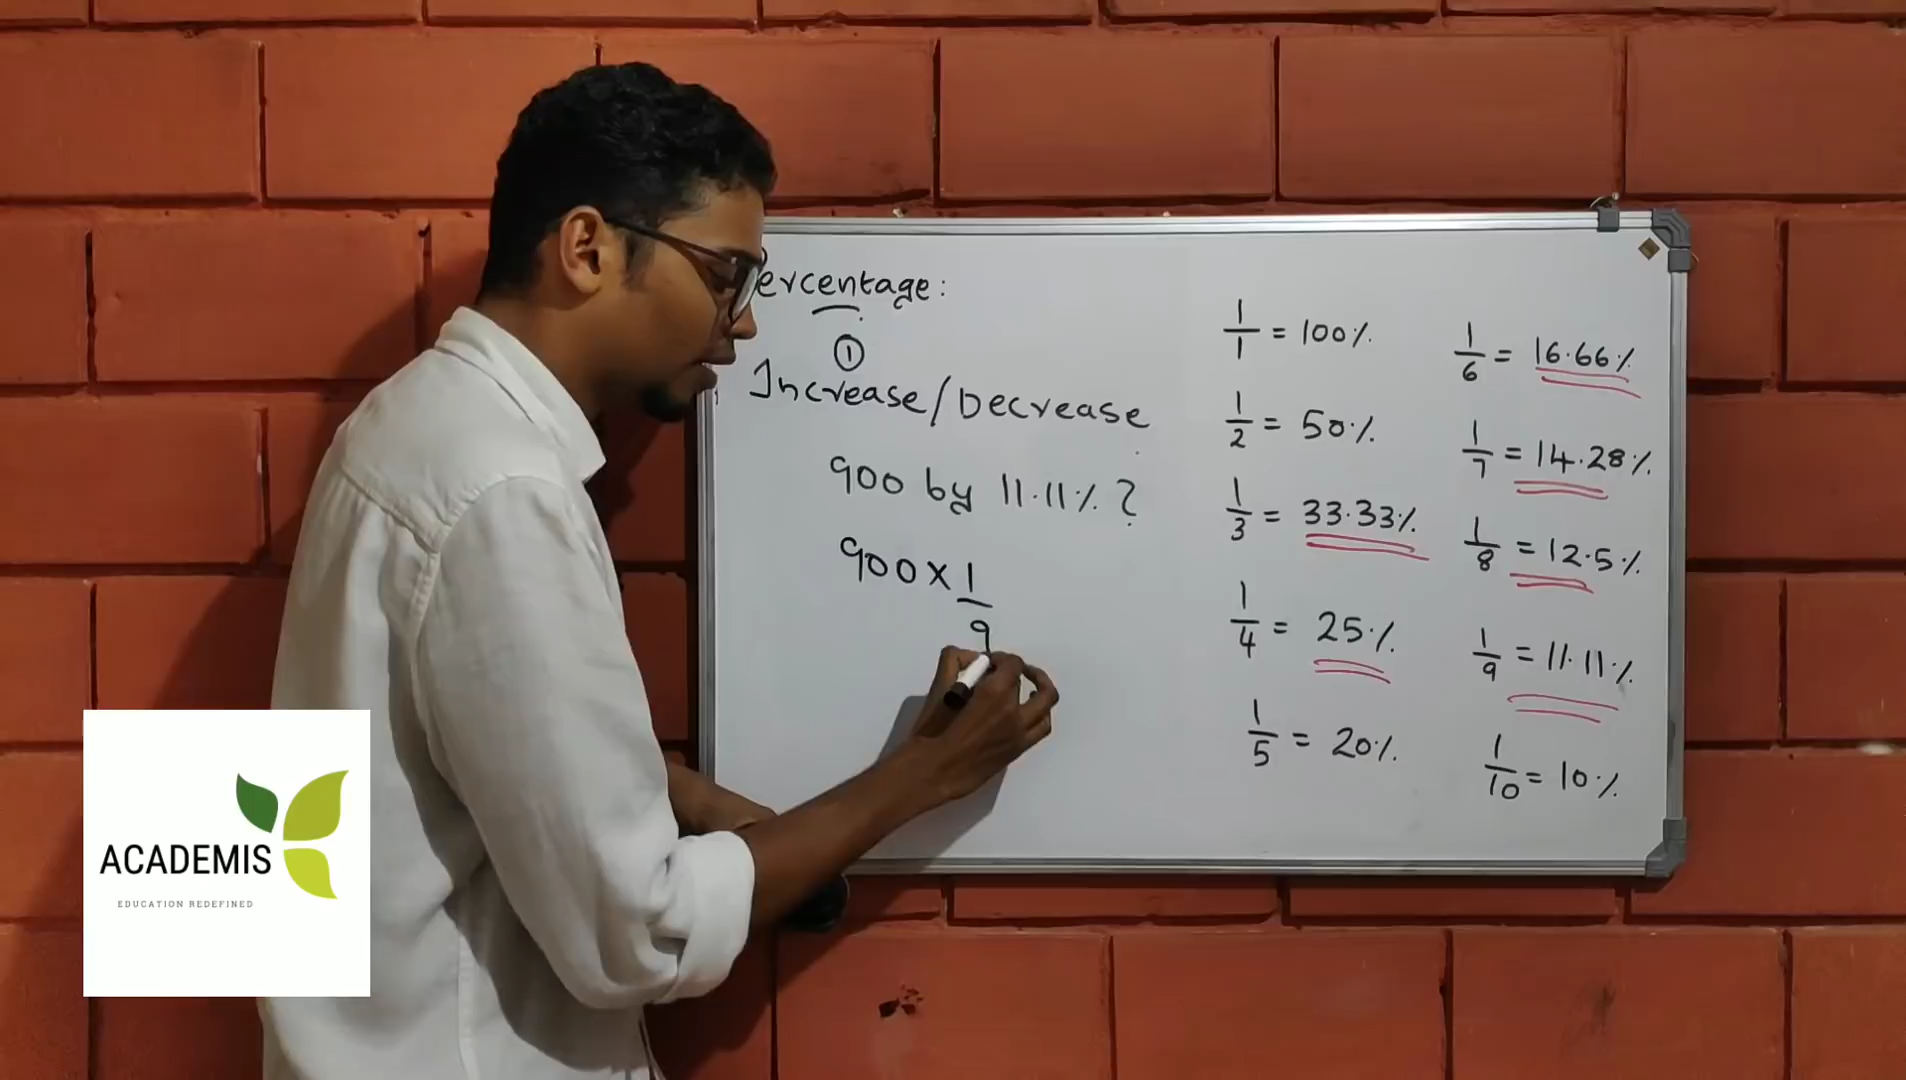 ercentage:
①
Increase/Decrease
900 by 11.11% ?
900 × 1/9
1/1 = 100%
1/2 = 50%
1/3 = 33.33%
1/4 = 25%
1/5 = 20%
1/6 = 16.66%
1/7 = 14.28%
1/8 = 12.5%
1/9 = 11.11%
1/10 = 10%
ACADEMIS
EDUCATION REDEFINED